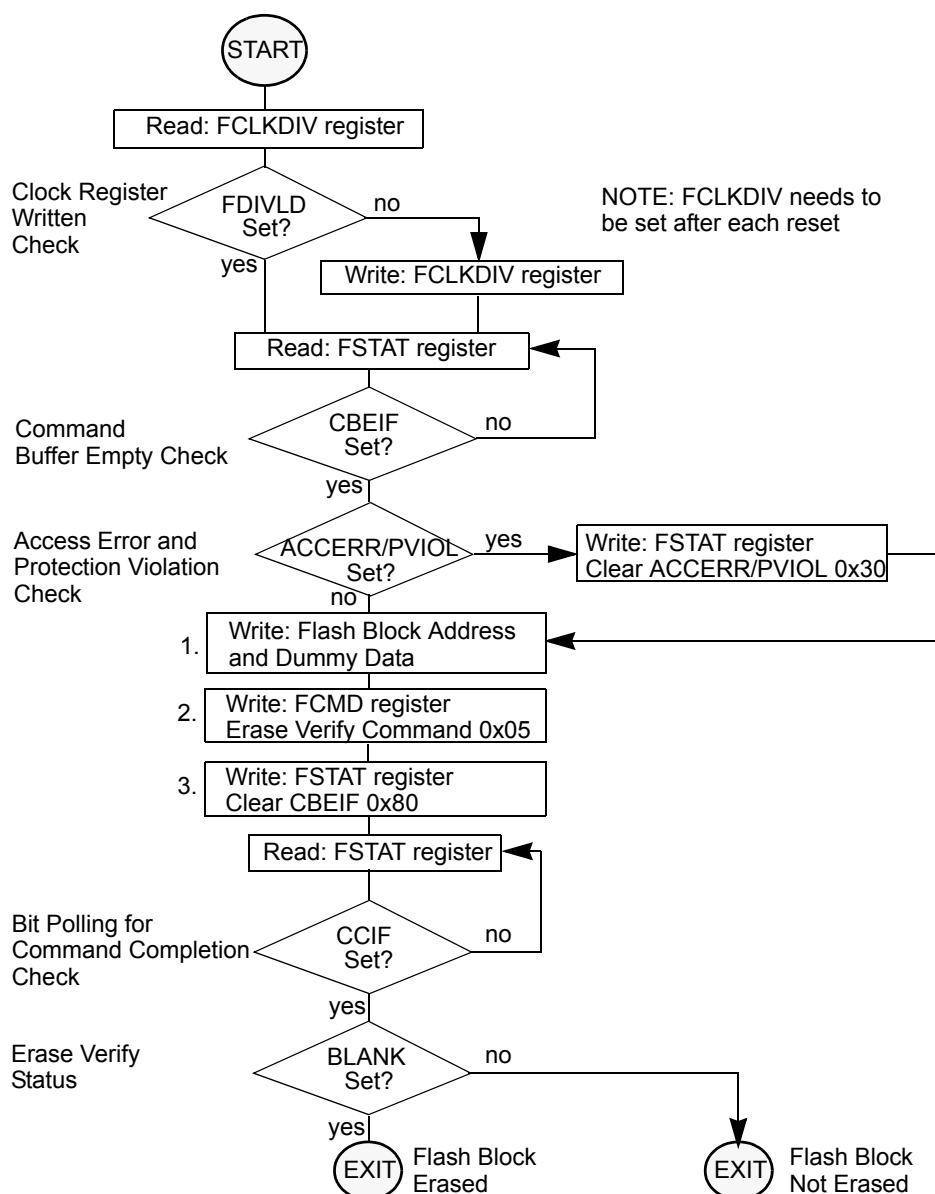 START
Read: FCLKDIV register
Clock Register
Written
Check
FDIVLD
Set?
no
yes
NOTE: FCLKDIV needs to
be set after each reset
Write: FCLKDIV register
Read: FSTAT register
Command
Buffer Empty Check
CBEIF
Set?
no
yes
Access Error and
Protection Violation
Check
ACCERR/PVIOL
Set?
yes
no
Write: FSTAT register
Clear ACCERR/PVIOL 0x30
1.
Write: Flash Block Address
and Dummy Data
2.
Write: FCMD register
Erase Verify Command 0x05
3.
Write: FSTAT register
Clear CBEIF 0x80
Read: FSTAT register
Bit Polling for
Command Completion
Check
CCIF
Set?
no
yes
Erase Verify
Status
BLANK
Set?
no
yes
EXIT
Flash Block
Erased
EXIT
Flash Block
Not Erased